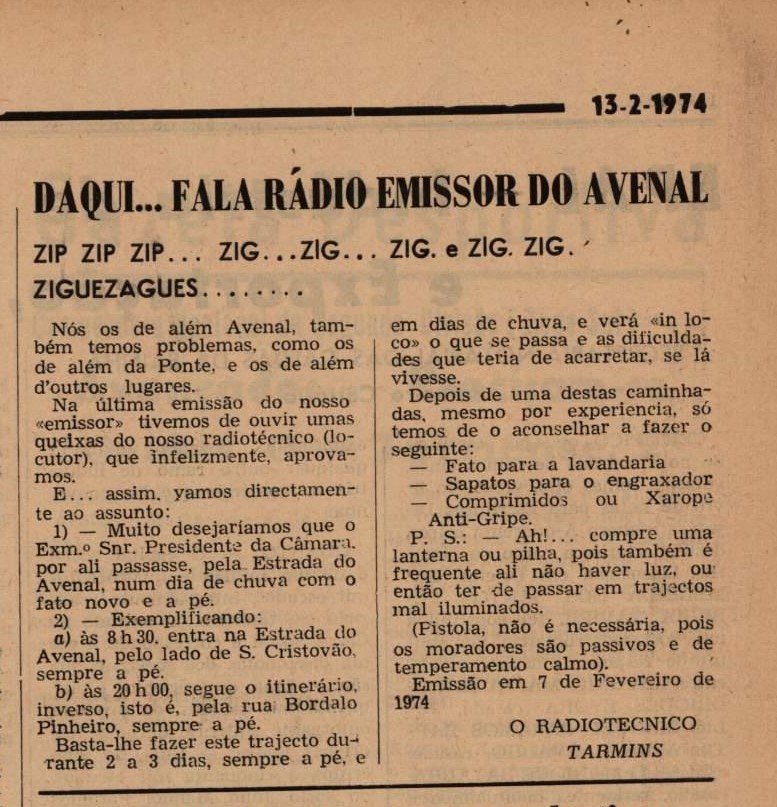 13-2-1974
DAQUI... FALA RÁDIO EMISSOR DO AVENAL
ZIP ZIP ZIP... ZIG...ZIG... ZIG. e ZIG. ZIG.
ZIGUEZAGUES........
Nós os de além Avenal, tam-
bém temos problemas, como os
de além da Ponte, e os de além
d'outros lugares.
Na última emissão do nosso
«emissor» tivemos de ouvir umas
queixas do nosso radiotécnico (lo-
cutor), que infelizmente, aprova-
mos.
E... assim, vamos directamen-
te ao assunto:
1) — Muito desejaríamos que o
Exm.º Snr. Presidente da Câmara.
por ali passasse, pela Estrada do
Avenal, num dia de chuva com o
fato novo e a pé.
2) — Exemplificando:
a) às 8 h 30. entra na Estrada do
Avenal, pelo lado de S. Cristovão,
sempre a pé.
b) às 20 h 00, segue o itinerário,
inverso, isto é, pela rua Bordalo
Pinheiro, sempre a pé.
Basta-lhe fazer este trajecto du-
rante 2 a 3 dias, sempre a pé, e
em dias de chuva, e verá «in lo-
co» o que se passa e as dificulda-
des que teria de acarretar, se lá
vivesse.
Depois de uma destas caminha-
das, mesmo por experiencia, só
temos de o aconselhar a fazer o
seguinte:
— Fato para a lavandaria
— Sapatos para o engraxador
— Comprimidos ou Xarope
Anti-Gripe.
P. S.: — Ah!... compre uma
lanterna ou pilha, pois também é
frequente ali não haver luz, ou
então ter de passar em trajectos
mal iluminados.
(Pistola, não é necessária, pois
os moradores são passivos e de
temperamento calmo).
Emissão em 7 de Fevereiro de
1974
O RADIOTECNICO
TARMINS